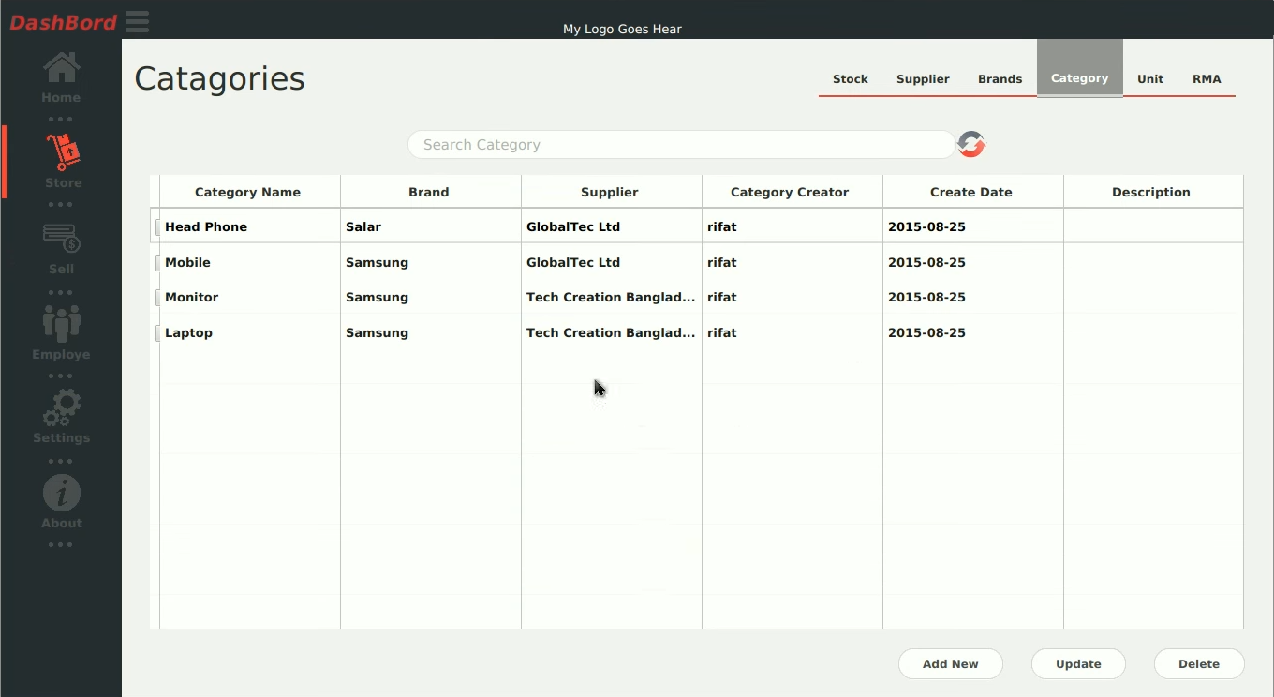 DashBord
My Logo Goes Hear
Home
Store
Sell
Employe
Settings
About
Catagories
Stock Supplier Brands Category Unit RMA
Search Category
Category Name Brand Supplier Category Creator Create Date Description
Head Phone Salar GlobalTec Ltd rifat 2015-08-25
Mobile Samsung GlobalTec Ltd rifat 2015-08-25
Monitor Samsung Tech Creation Banglad... rifat 2015-08-25
Laptop Samsung Tech Creation Banglad... rifat 2015-08-25
Add New Update Delete